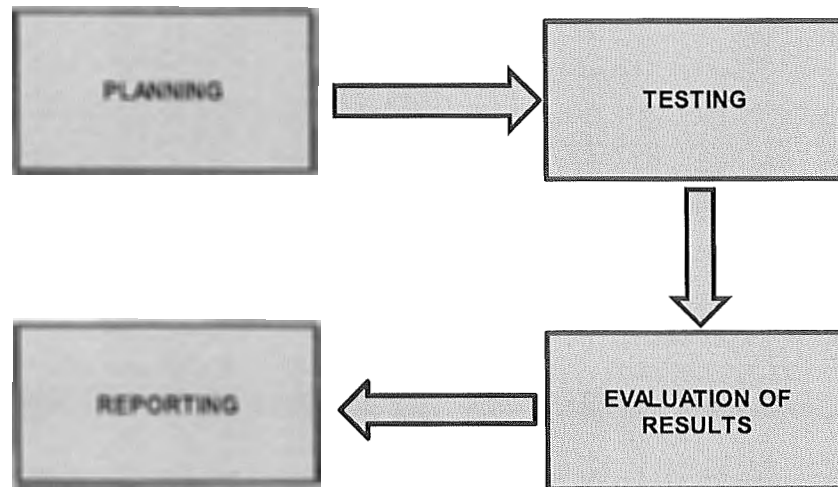 PLANNING
TESTING
EVALUATION OF
RESULTS
REPORTING